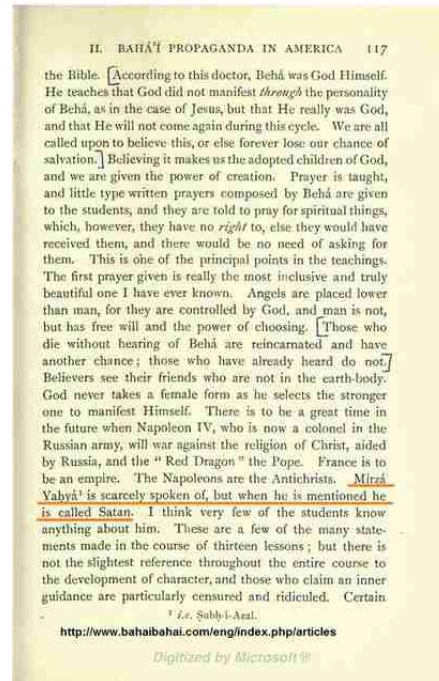 II. BAHÁ'Í PROPAGANDA IN AMERICA 117
the Bible. [According to this doctor, Behá was God Himself.
He teaches that God did not manifest through the personality
of Behá, as in the case of Jesus, but that He really was God,
and that He will not come again during this cycle. We are all
called upon to believe this, or else forever lose our chance of
salvation.] Believing it makes us the adopted children of God,
and we are given the power of creation. Prayer is taught,
and little type written prayers composed by Behá are given
to the students, and they are told to pray for spiritual things,
which, however, they have no right to, else they would have
received them, and there would be no need of asking for
them. This is one of the principal points in the teachings.
The first prayer given is really the most inclusive and truly
beautiful one I have ever known. Angels are placed lower
than man, for they are controlled by God, and man is not,
but has free will and the power of choosing. [Those who
die without hearing of Behá are reincarnated and have
another chance; those who have already heard do not.]
Believers see their friends who are not in the earth-body.
God never takes a female form as he selects the stronger
one to manifest Himself. There is to be a great time in
the future when Napoleon IV, who is now a colonel in the
Russian army, will war against the religion of Christ, aided
by Russia, and the "Red Dragon" the Pope. France is to
be an empire. The Napoleons are the Antichrists. Mírzá
Yaḥyá¹ is scarcely spoken of, but when he is mentioned he
is called Satan. I think very few of the students know
anything about him. These are a few of the many state-
ments made in the course of thirteen lessons; but there is
not the slightest reference throughout the entire course to
the development of character, and those who claim an inner
guidance are particularly censured and ridiculed. Certain
¹ i.e. Ṣubḥ-i-Azal.
http://www.bahaibahai.com/eng/index.php/articles
Digitized by Microsoft ®